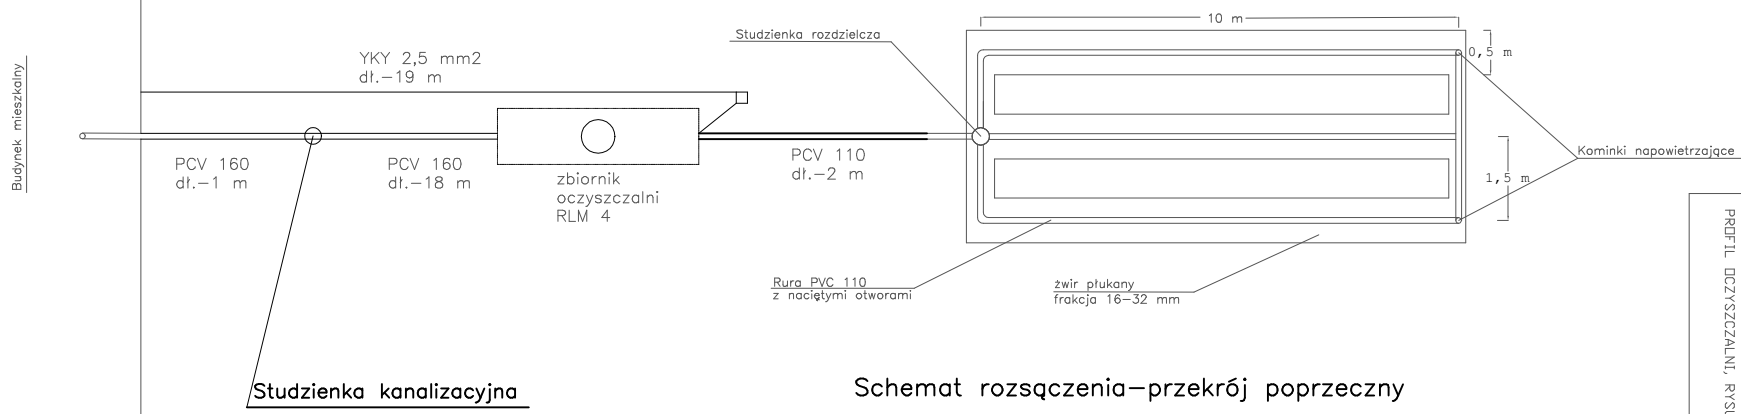 Budynek mieszkalny
YKY 2,5 mm2
dł.-19 m
PCV 160
dł.-1 m
PCV 160
dł.-18 m
zbiornik
oczyszczalni
RLM 4
PCV 110
dł.-2 m
Studzienka rozdzielcza
10 m
0,5 m
1,5 m
Kominki napowietrzające
Rura PVC 110
z naciętymi otworami
żwir płukany
frakcja 16-32 mm
Studzienka kanalizacyjna
Schemat rozsączenia-przekrój poprzeczny
PROFIL OCZYSZCZALNI,